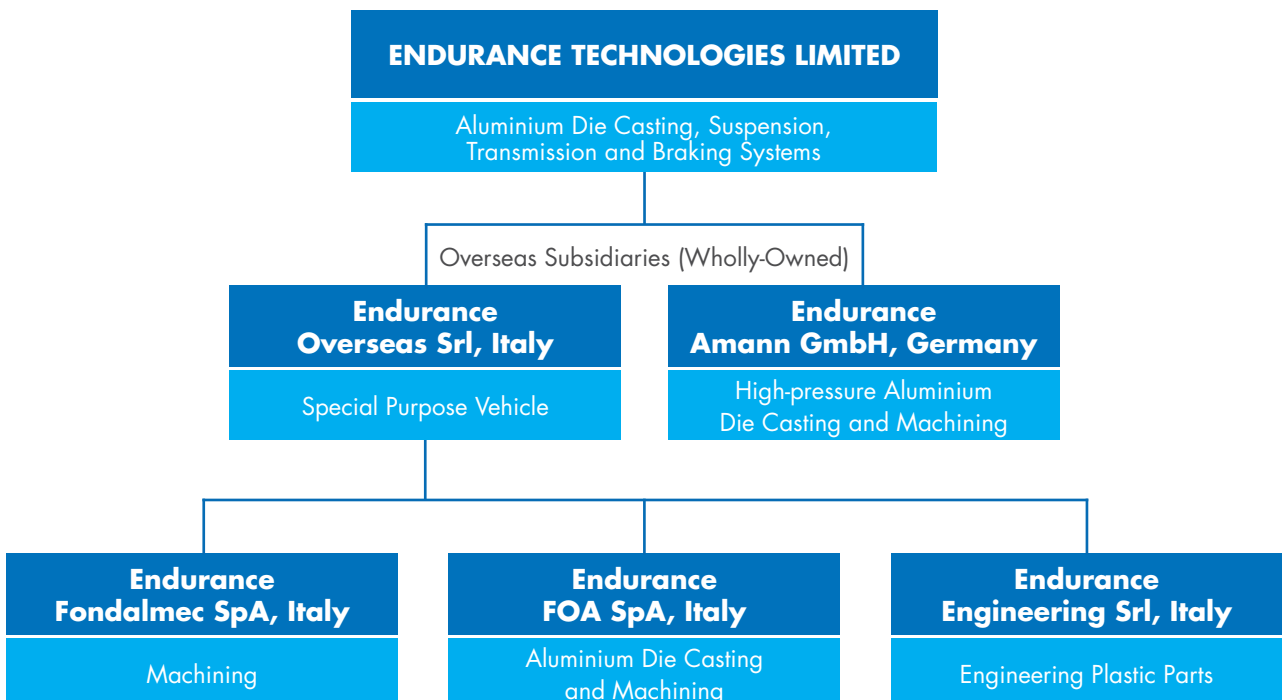 ENDURANCE TECHNOLOGIES LIMITED
Aluminium Die Casting, Suspension,
Transmission and Braking Systems
Overseas Subsidiaries (Wholly-Owned)
Endurance
Overseas Srl, Italy
Special Purpose Vehicle
Endurance
Amann GmbH, Germany
High-pressure Aluminium
Die Casting and Machining
Endurance
Fondalmec SpA, Italy
Machining
Endurance
FOA SpA, Italy
Aluminium Die Casting
and Machining
Endurance
Engineering Srl, Italy
Engineering Plastic Parts